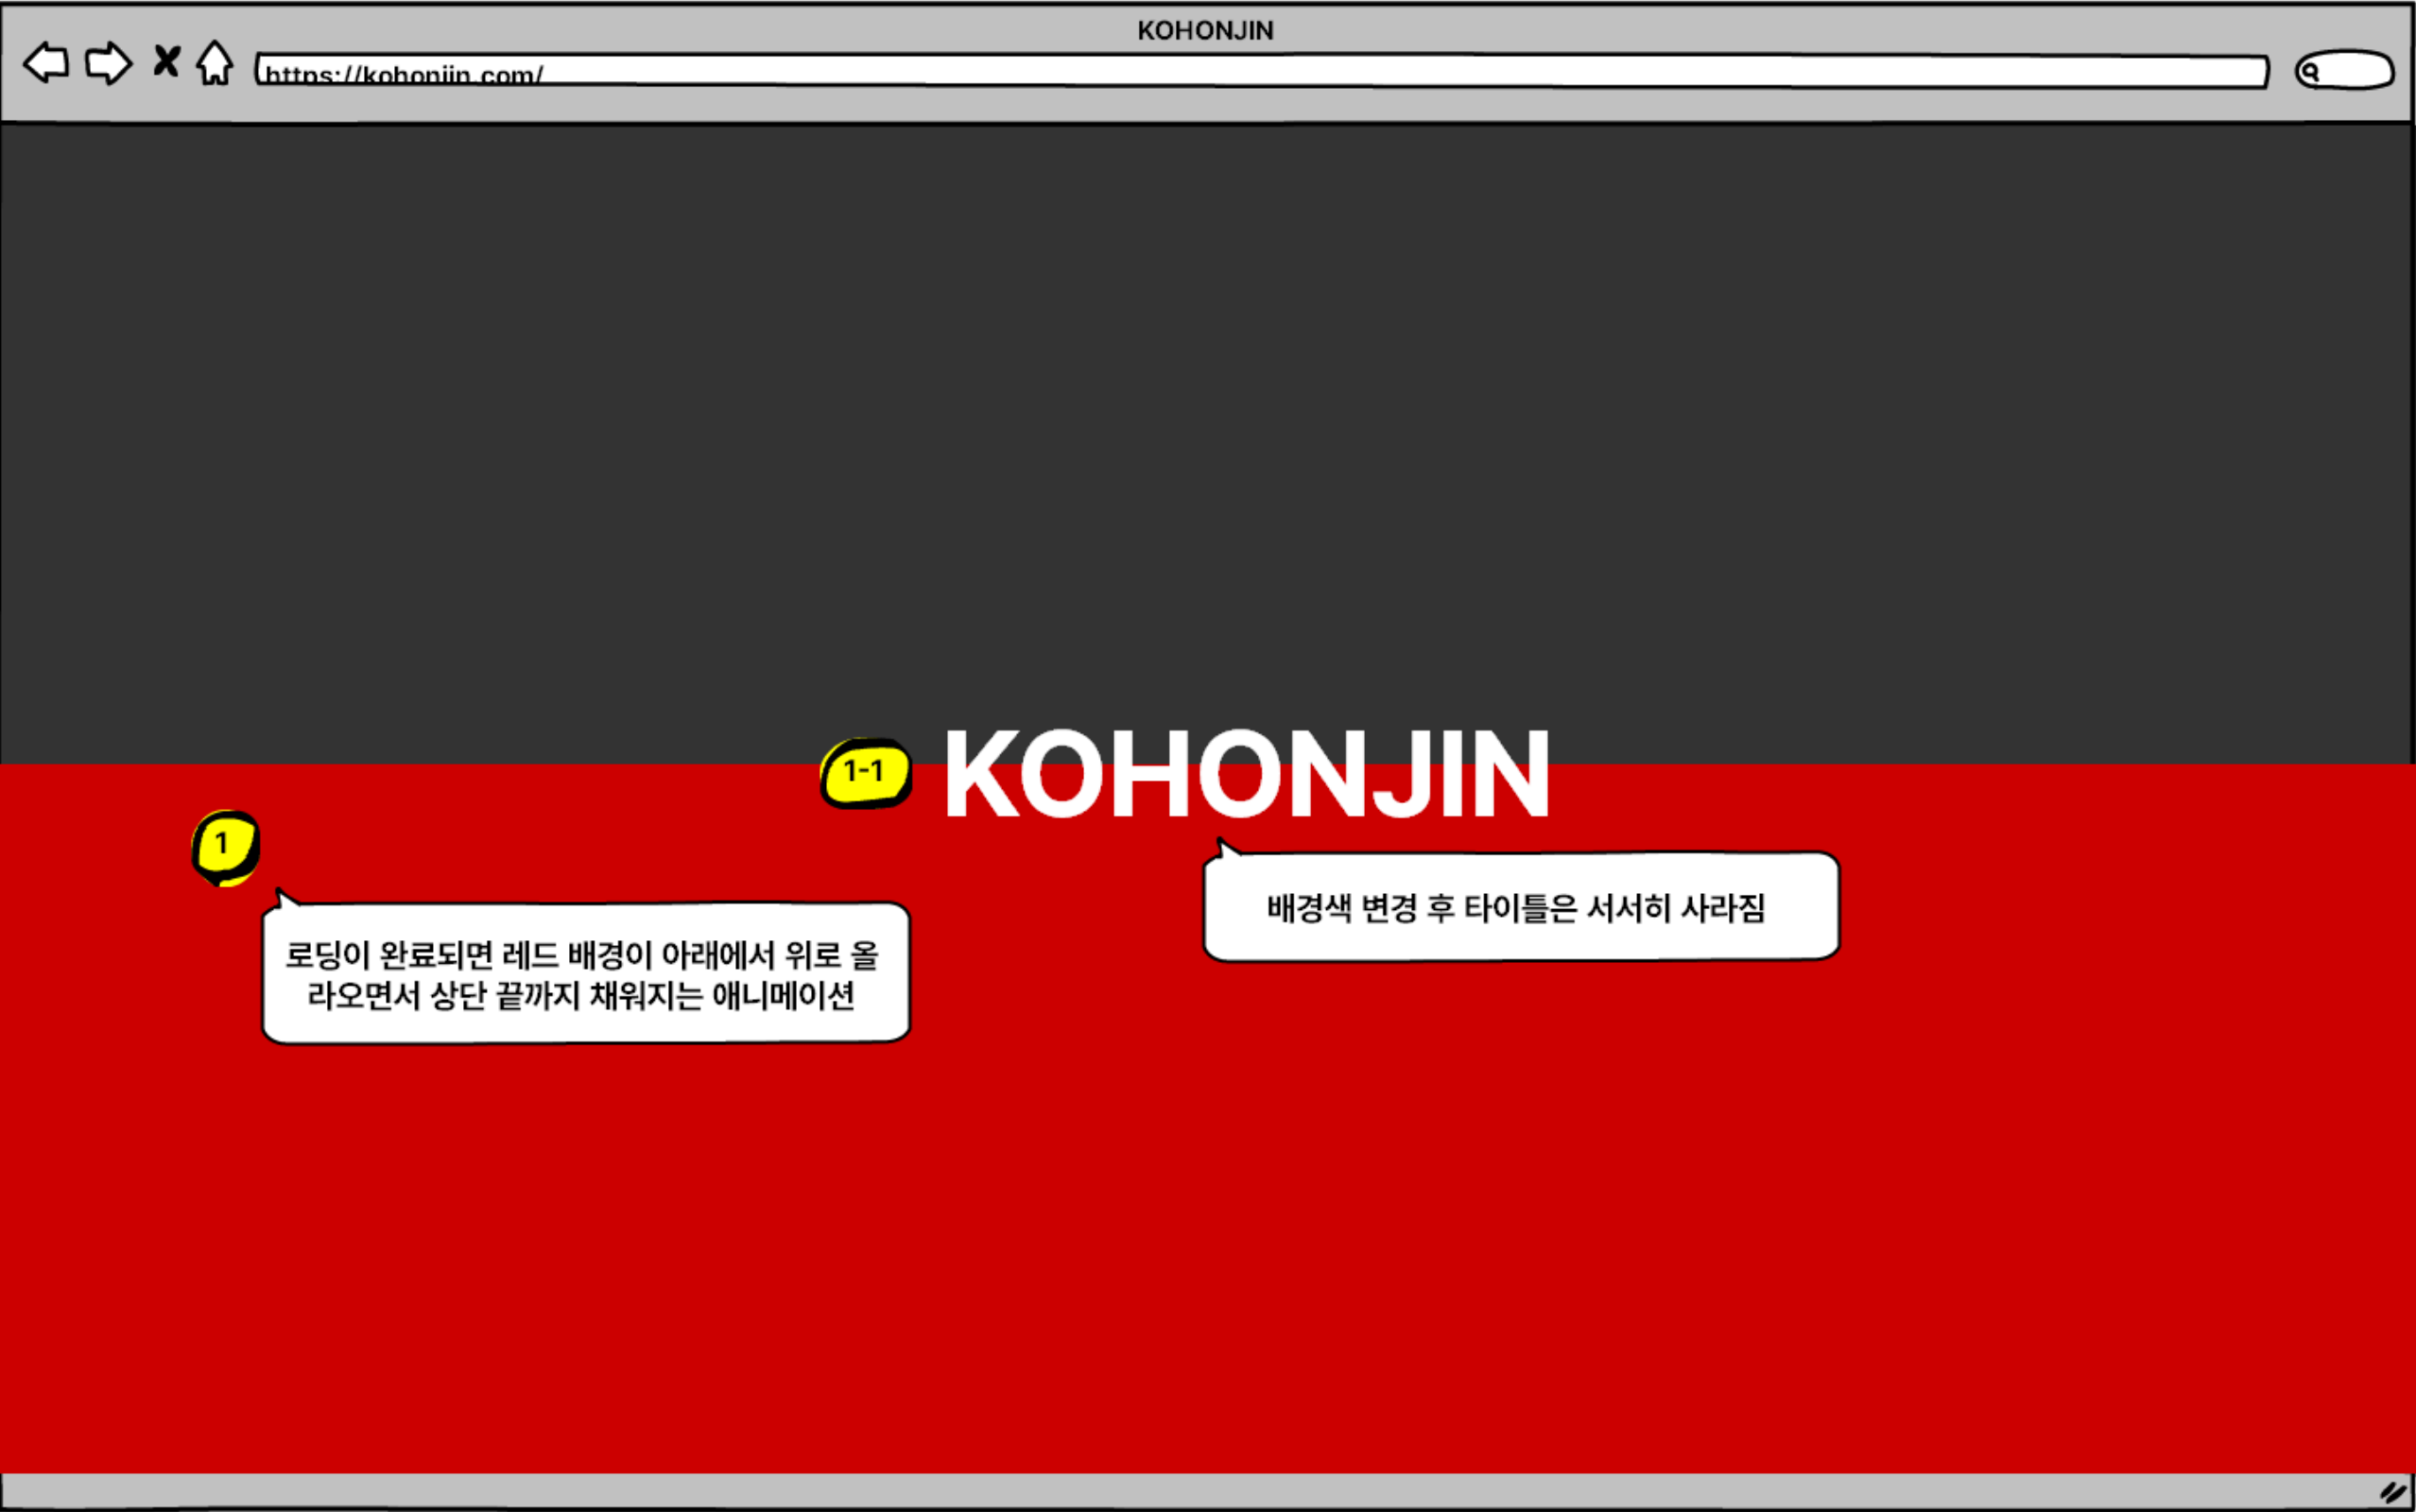 KOHONJIN
https://kohonjin.com/
1-1
KOHONJIN
1
배경색 변경 후 타이틀은 서서히 사라짐
로딩이 완료되면 레드 배경이 아래에서 위로 올
라오면서 상단 끝까지 채워지는 애니메이션